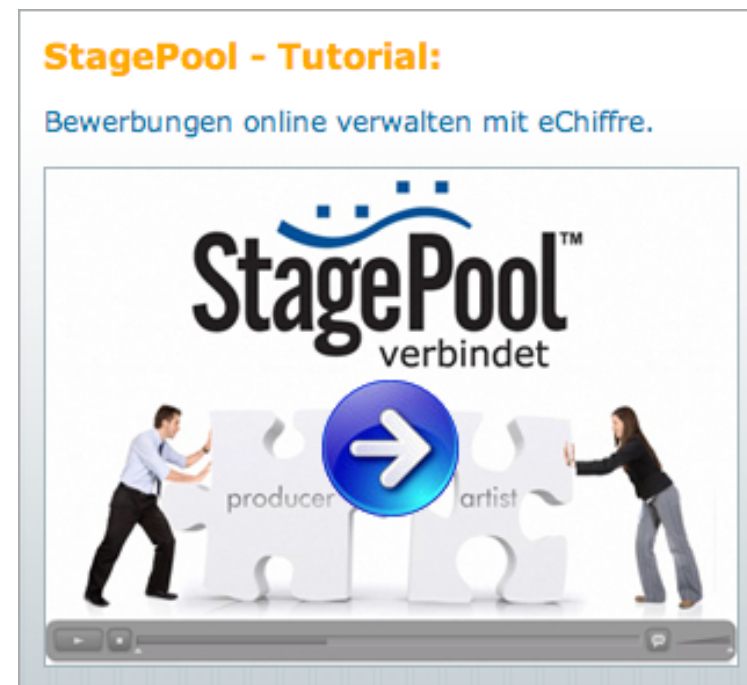 StagePool - Tutorial:
Bewerbungen online verwalten mit eChiffre.
StagePool™
verbindet
producer artist